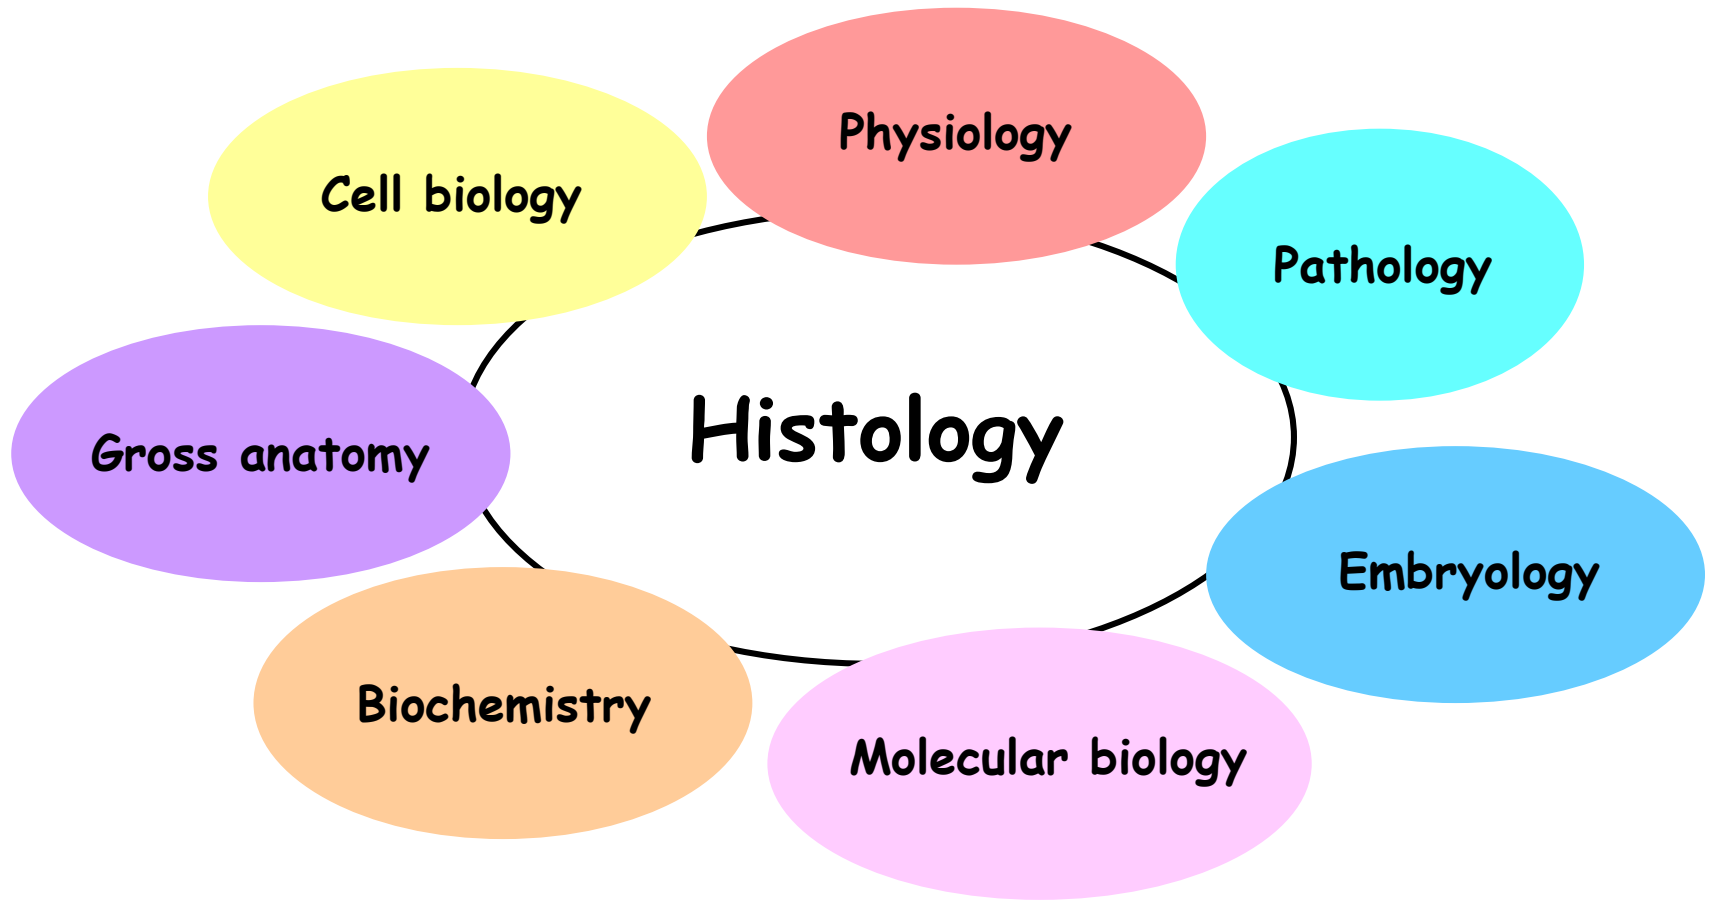 Physiology
Cell biology
Pathology
Histology
Gross anatomy
Embryology
Biochemistry
Molecular biology